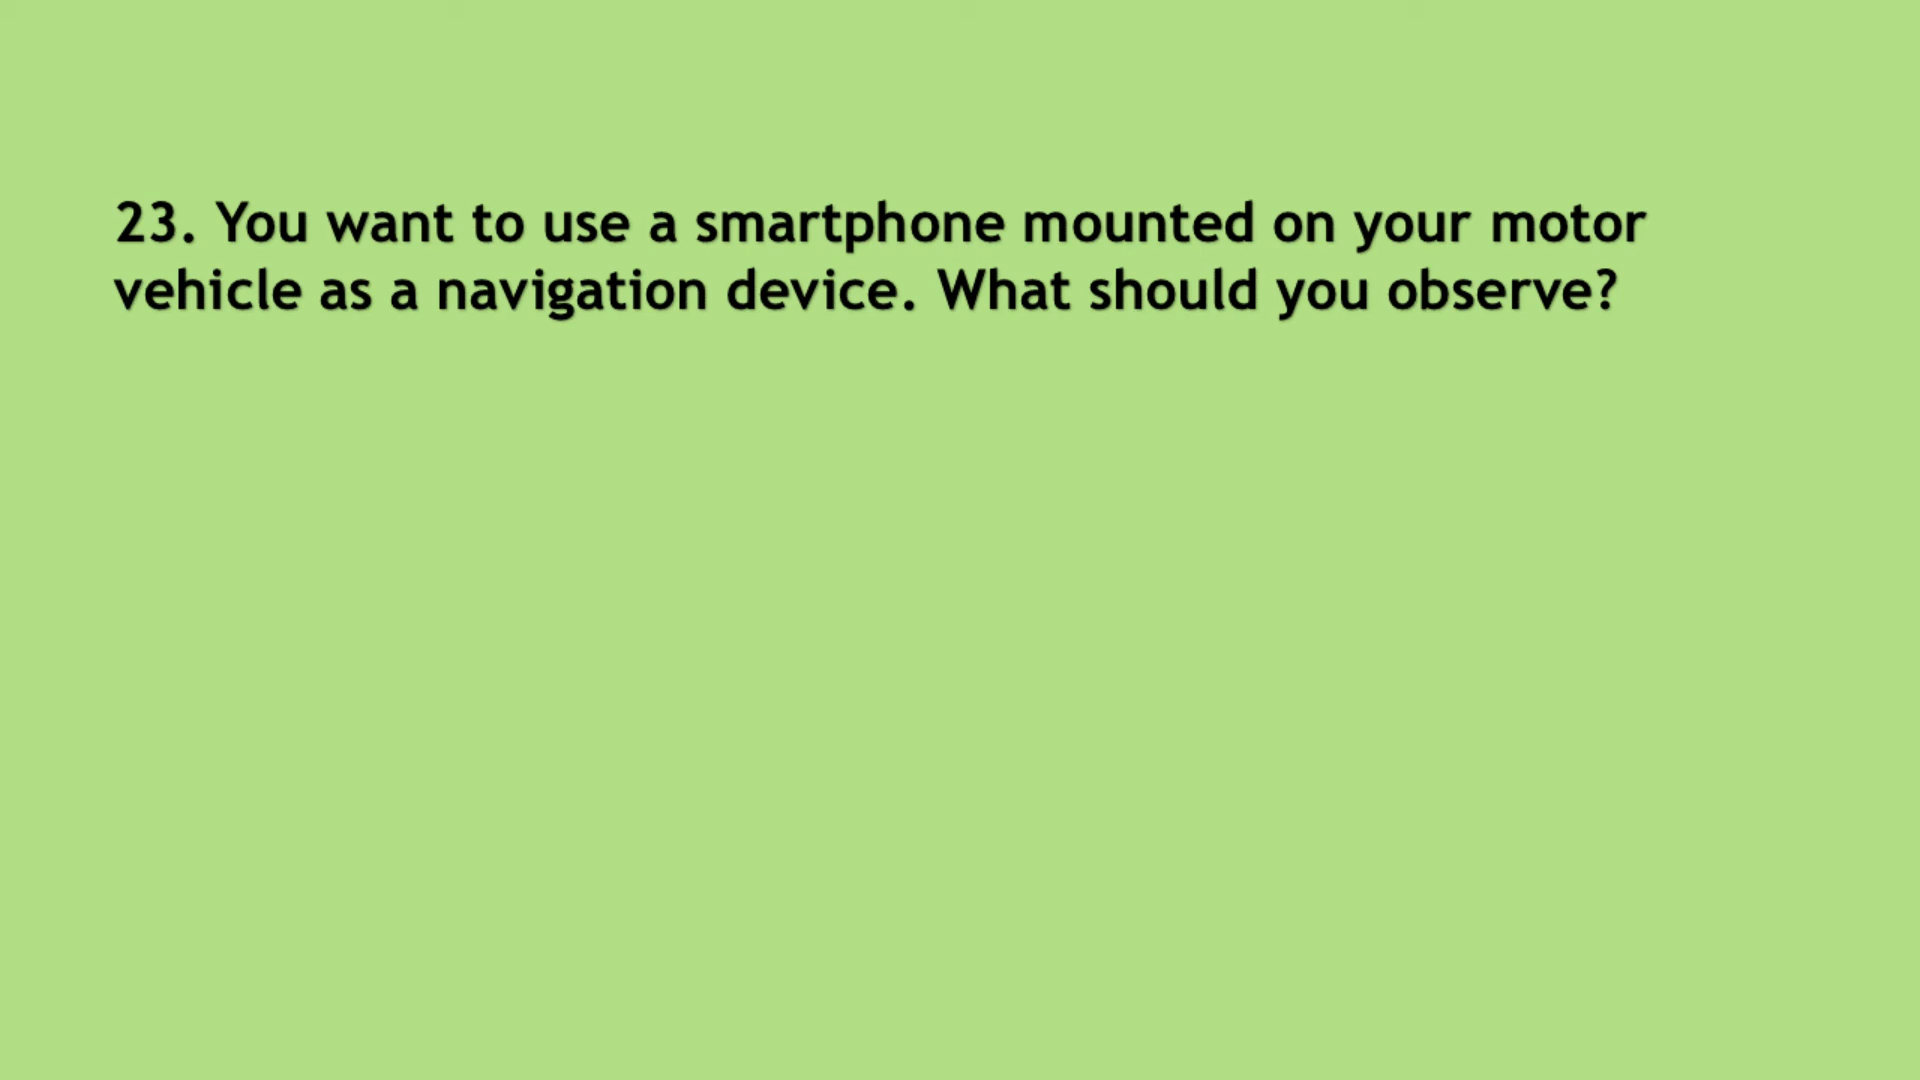 23. You want to use a smartphone mounted on your motor
vehicle as a navigation device. What should you observe?